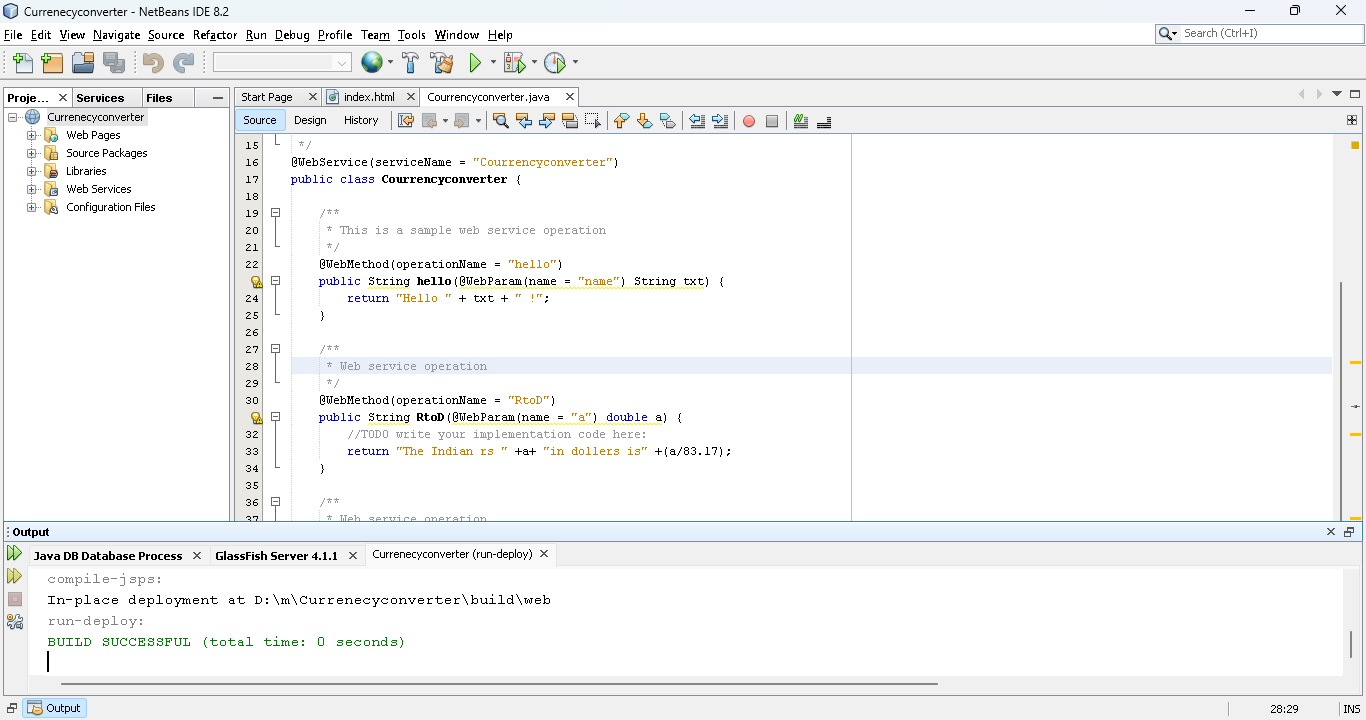 Currenecyconverter - NetBeans IDE 8.2
File Edit View Navigate Source Refactor Run Debug Profile Team Tools Window Help
Search (Ctrl+I)
Proje... Services Files
Start Page index.html Courrencyconverter.java
Source Design History
Currenecyconverter
Web Pages
Source Packages
Libraries
Web Services
Configuration Files
15 */
16 @WebService(serviceName = "Courrencyconverter")
17 public class Courrencyconverter {
18
19 /**
20 * This is a sample web service operation
21 */
22 @WebMethod(operationName = "hello")
public String hello(@WebParam(name = "name") String txt) {
24 return "Hello " + txt + " !";
25 }
26
27 /**
28 * Web service operation
29 */
30 @WebMethod(operationName = "RtoD")
public String RtoD(@WebParam(name = "a") double a) {
32 //TODO write your implementation code here:
33 return "The Indian rs " +a+ "in dollers is" +(a/83.17);
34 }
35
36 /**
37 * Web service operation
Output
Java DB Database Process GlassFish Server 4.1.1 Currenecyconverter (run-deploy)
compile-jsps:
In-place deployment at D:\m\Currenecyconverter\build\web
run-deploy:
BUILD SUCCESSFUL (total time: 0 seconds)
Output
28:29 INS